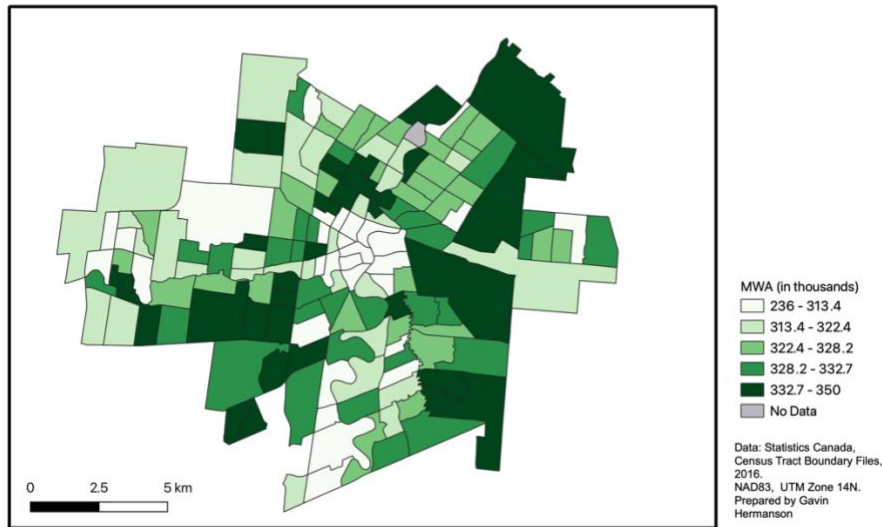 MWA (in thousands)
236 - 313.4
313.4 - 322.4
322.4 - 328.2
328.2 - 332.7
332.7 - 350
No Data
Data: Statistics Canada,
Census Tract Boundary Files,
2016.
NAD83, UTM Zone 14N.
Prepared by Gavin
Hermanson
0 2.5 5 km